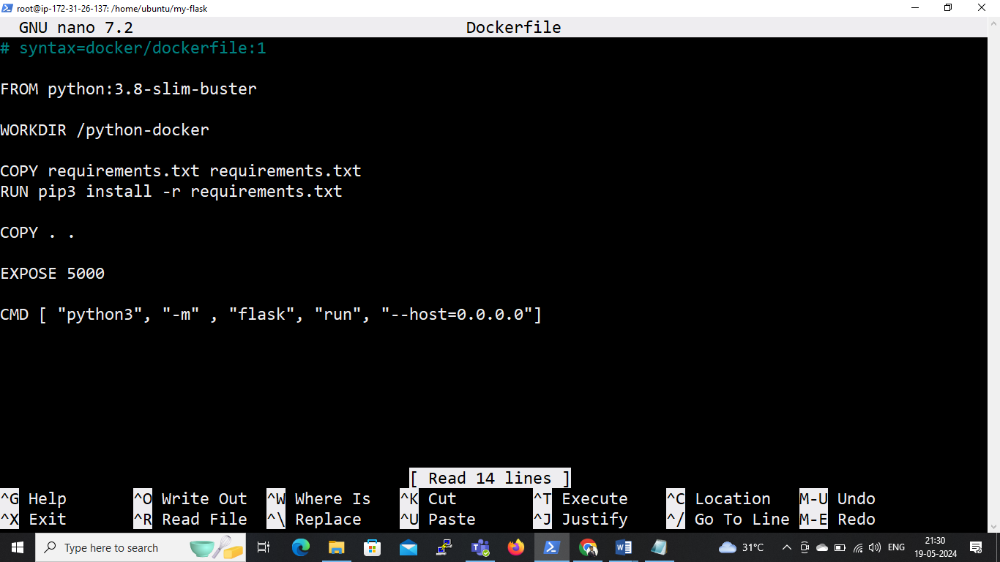 root@ip-172-31-26-137: /home/ubuntu/my-flask
GNU nano 7.2 Dockerfile
# syntax=docker/dockerfile:1
FROM python:3.8-slim-buster
WORKDIR /python-docker
COPY requirements.txt requirements.txt
RUN pip3 install -r requirements.txt
COPY . .
EXPOSE 5000
CMD [ "python3", "-m" , "flask", "run", "--host=0.0.0.0"]
[ Read 14 lines ]
^G Help ^O Write Out ^W Where Is ^K Cut ^T Execute ^C Location M-U Undo
^X Exit ^R Read File ^\ Replace ^U Paste ^J Justify ^/ Go To Line M-E Redo
Type here to search 31°C ENG 21:30
19-05-2024